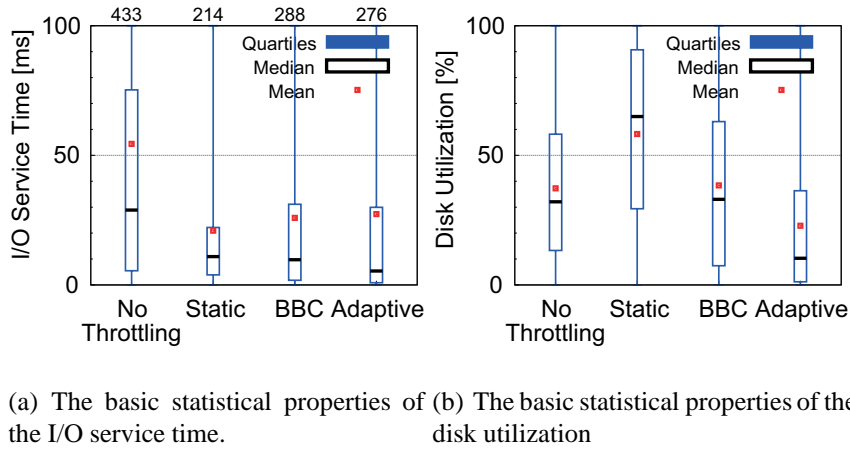 433 214 288 276
100
50
0
I/O Service Time [ms]
Quartiles
Median
Mean
No Throttling
Static
BBC
Adaptive
100
50
0
Disk Utilization [%]
Quartiles
Median
Mean
No Throttling
Static
BBC
Adaptive
(a) The basic statistical properties of
the I/O service time.
(b) The basic statistical properties of the
disk utilization